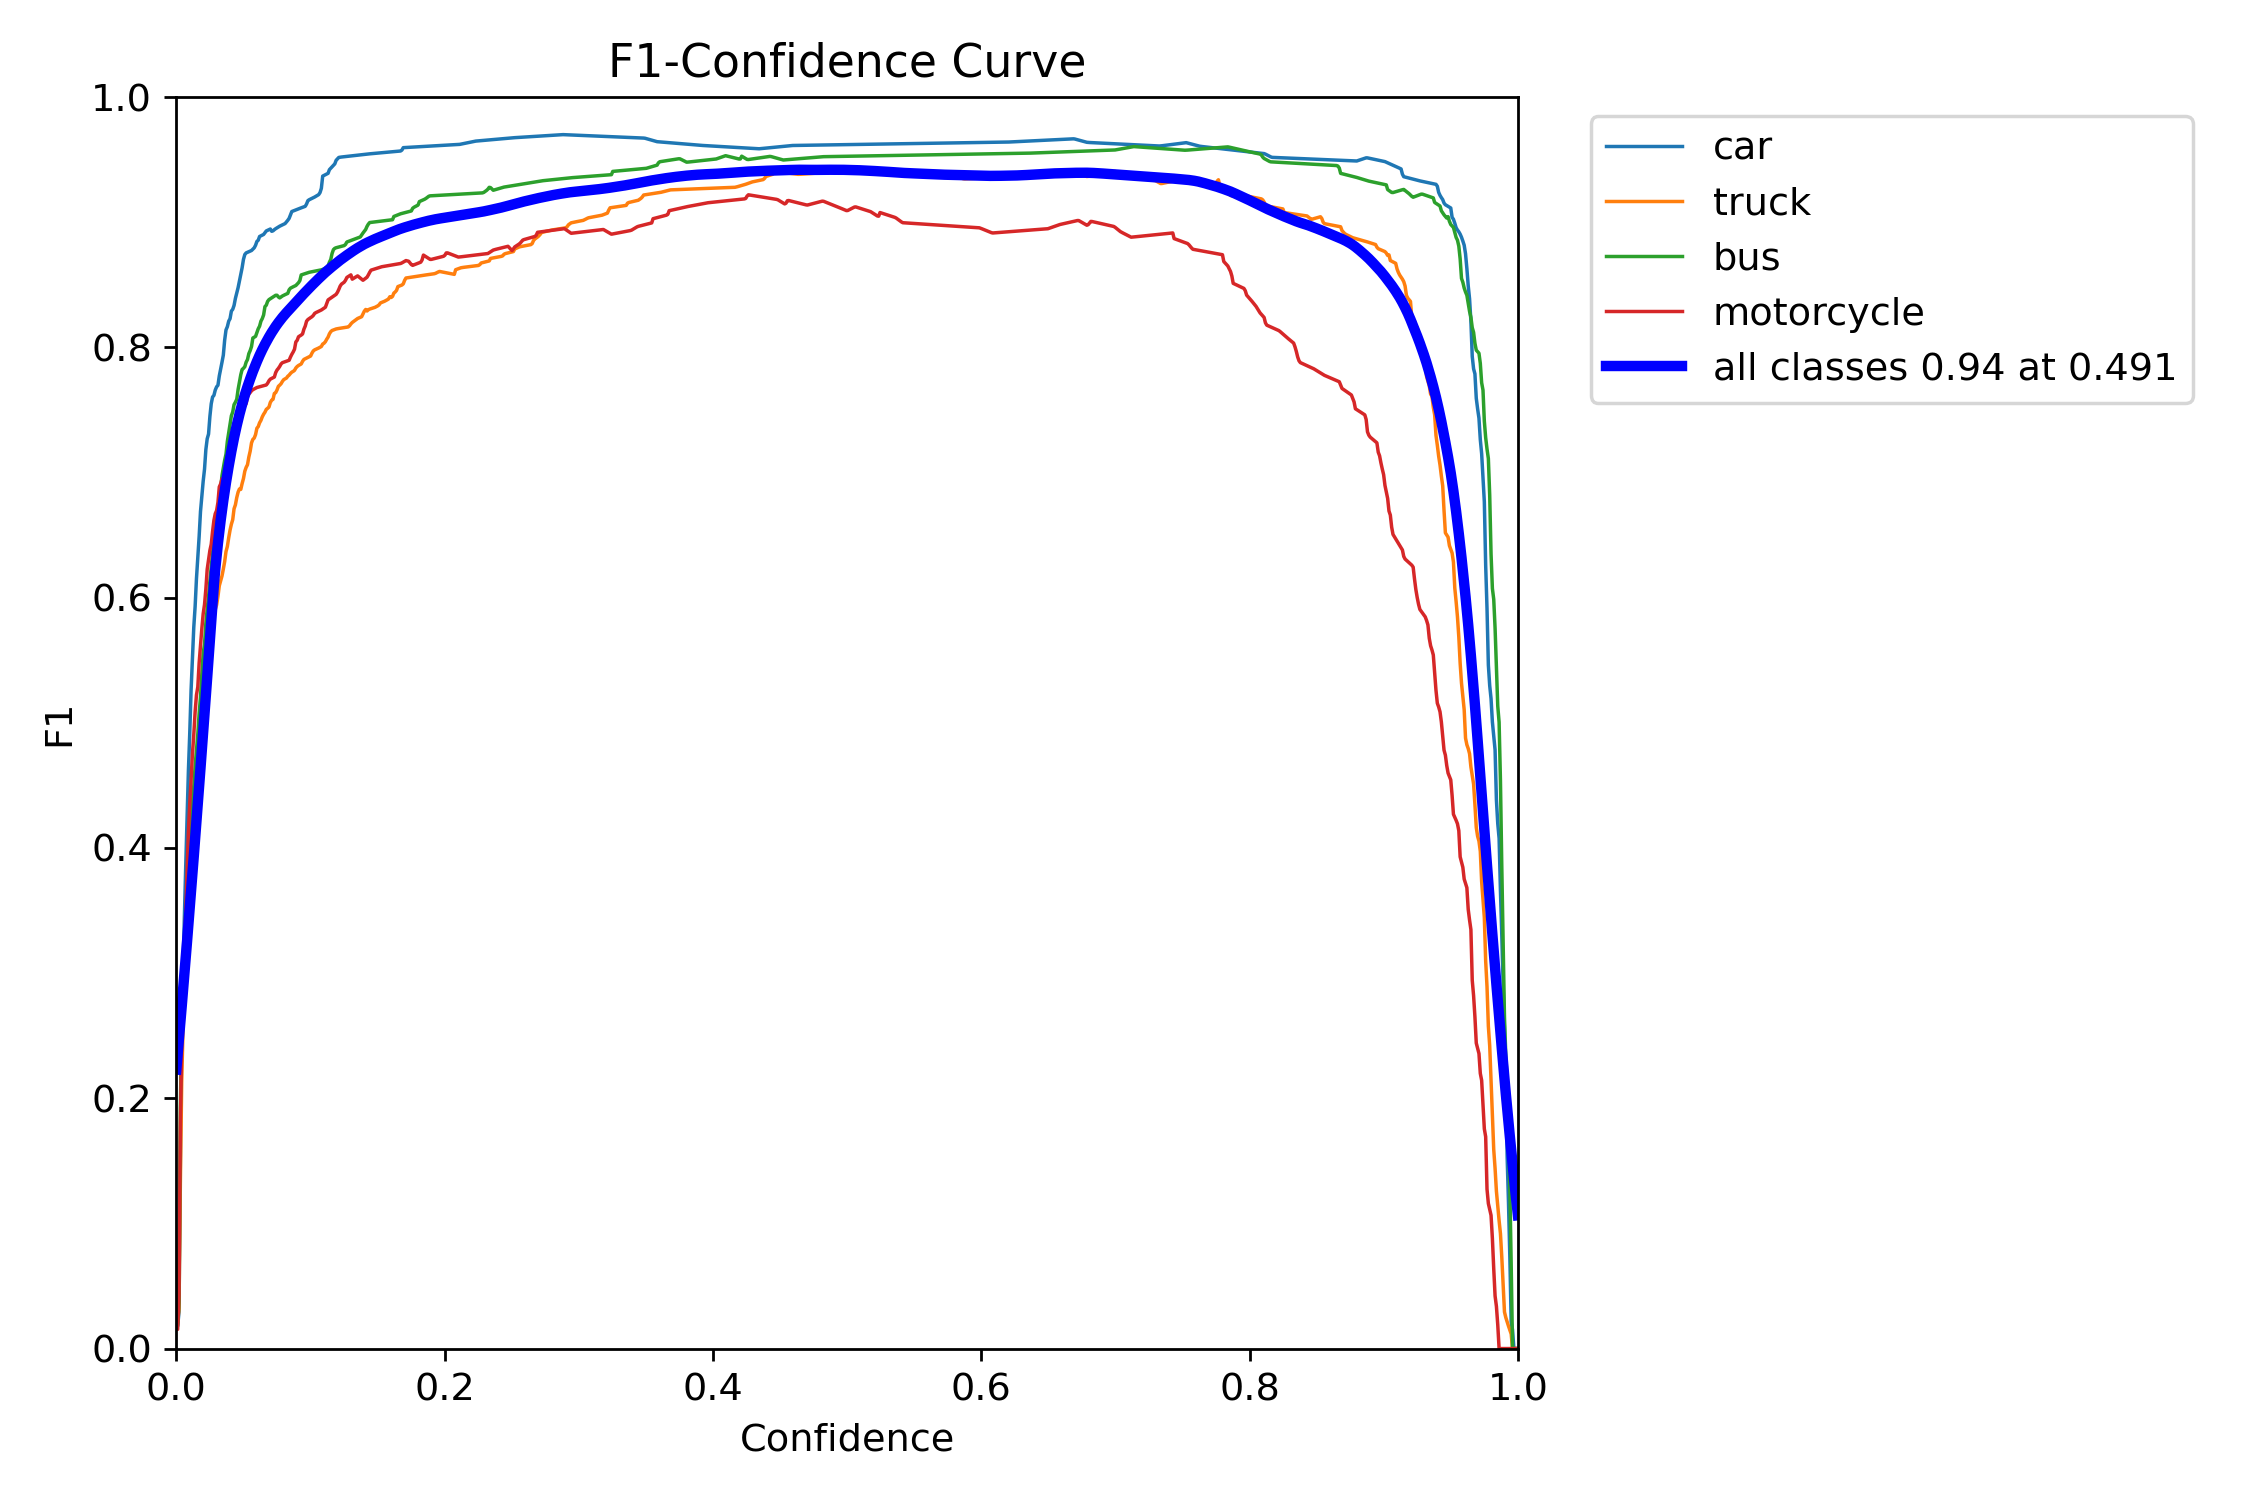 F1-Confidence Curve
1.0
0.8
0.6
0.4
0.2
0.0
F1
0.0 0.2 0.4 0.6 0.8 1.0
Confidence
car
truck
bus
motorcycle
all classes 0.94 at 0.491